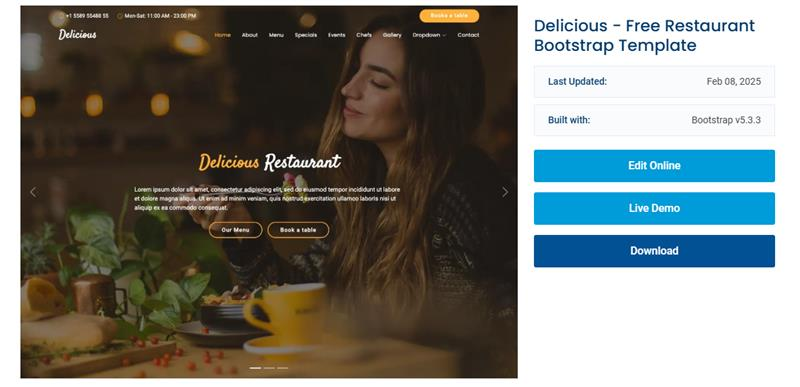 +1 5589 55488 55
Mon-Sat: 11:00 AM - 23:00 PM
Book a table
Delicious
Home About Menu Specials Events Chefs Gallery Dropdown Contact
Delicious Restaurant
Lorem ipsum dolor sit amet, consectetur adipiscing elit, sed do eiusmod tempor incididunt ut labore
et dolore magna aliqua. Ut enim ad minim veniam, quis nostrud exercitation ullamco laboris nisi ut
aliquip ex ea commodo consequat.
Our Menu
Book a table
Delicious - Free Restaurant
Bootstrap Template
Last Updated: Feb 08, 2025
Built with: Bootstrap v5.3.3
Edit Online
Live Demo
Download